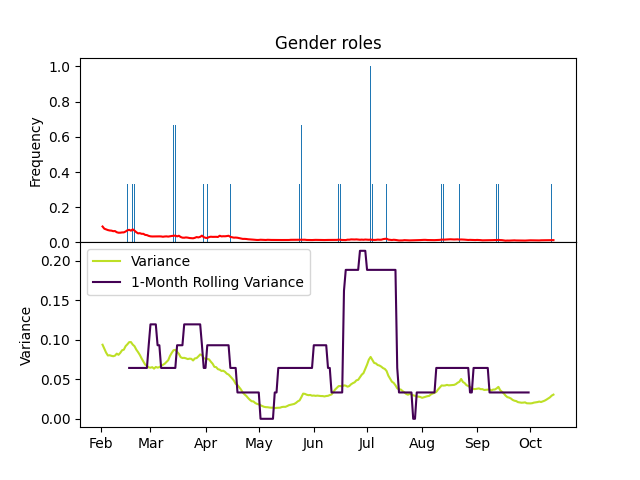 Gender roles
1.0
0.8
0.6
0.4
0.2
0.0
Frequency
Variance
1-Month Rolling Variance
0.20
0.15
0.10
0.05
0.00
Variance
Feb Mar Apr May Jun Jul Aug Sep Oct